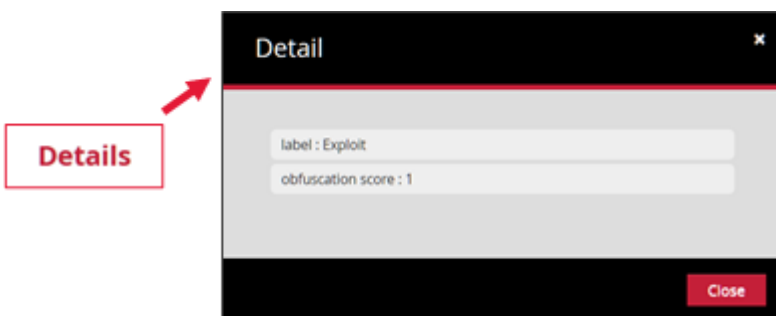 Detail
×
Details
label : Exploit
obfuscation score : 1
Close